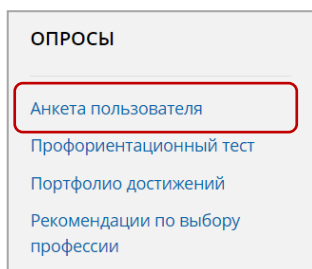 ОПРОСЫ
Анкета пользователя
Профориентационный тест
Портфолио достижений
Рекомендации по выбору
профессии